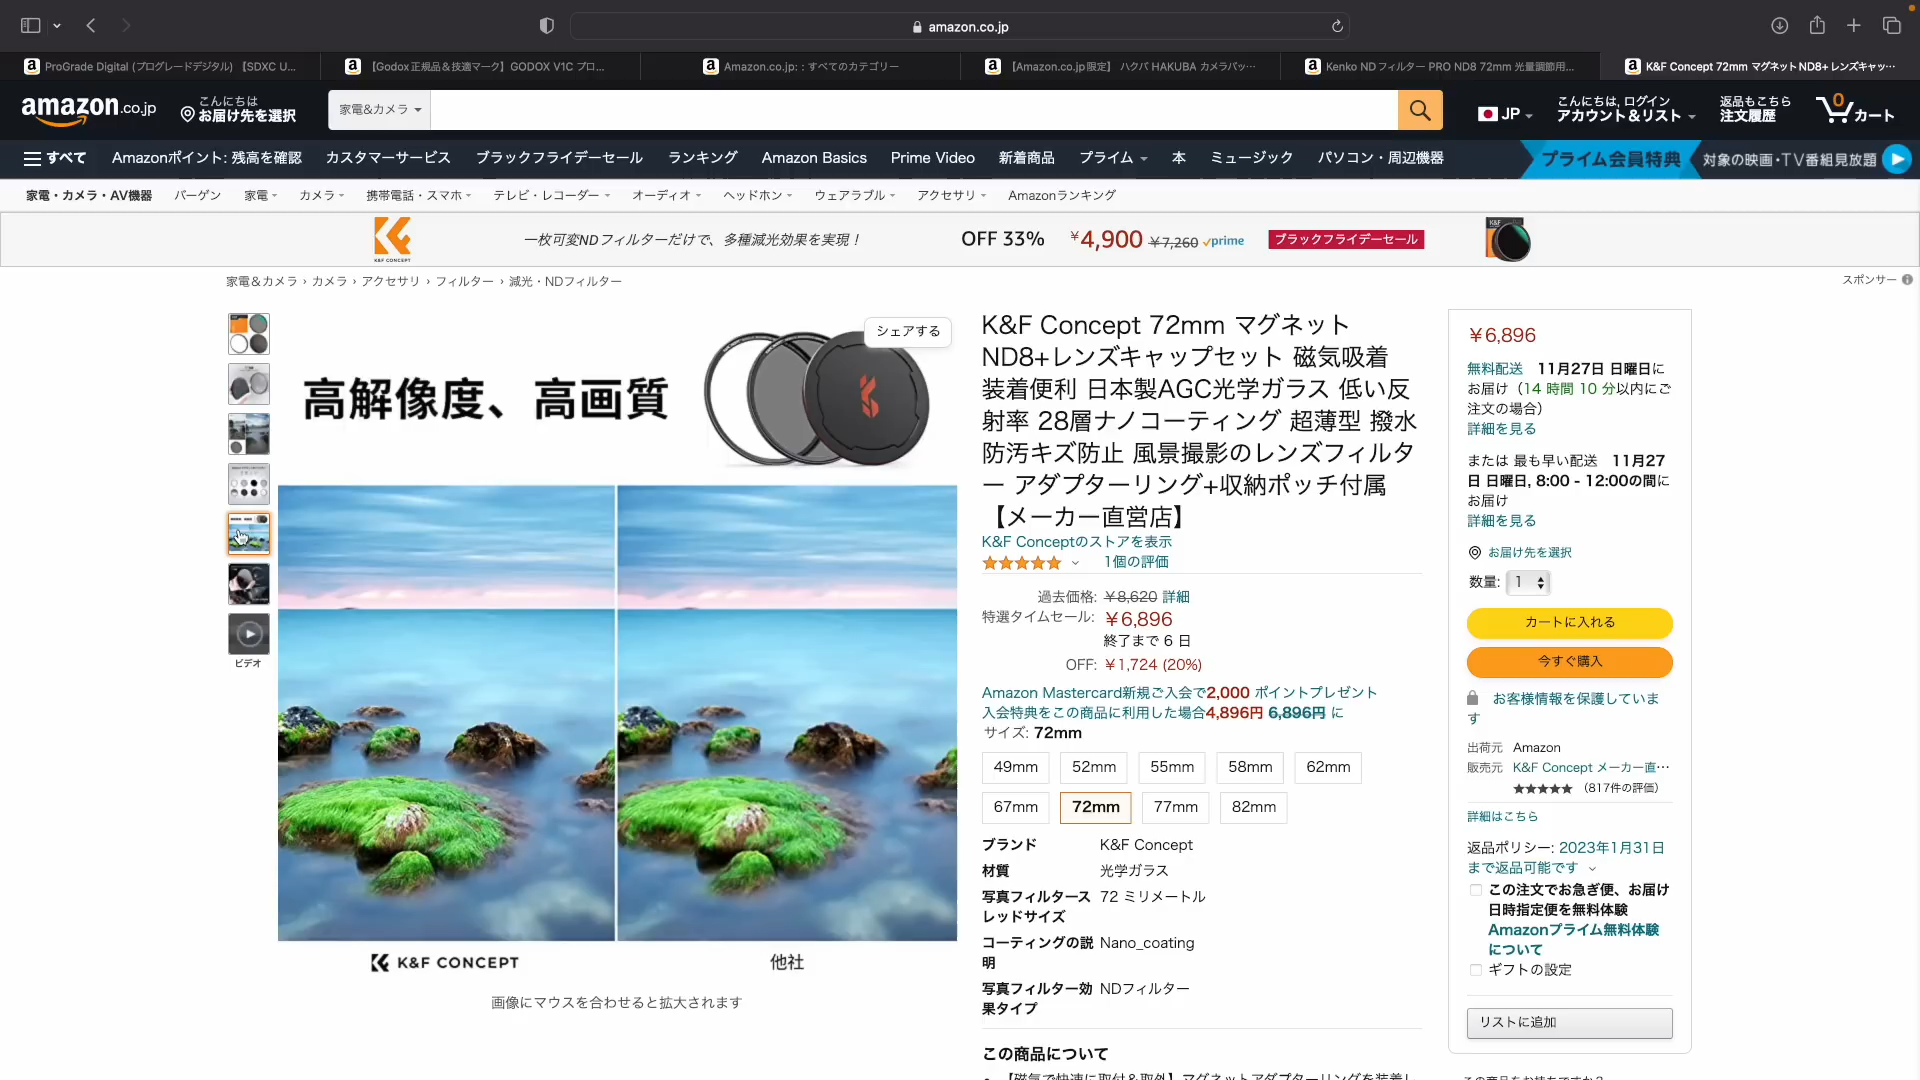 amazon.co.jp
ProGrade Digital (プログレードデジタル) 【SDXC U...
【Godox正規品＆技適マーク】GODOX V1C プロ...
Amazon.co.jp: : すべてのカテゴリー
【Amazon.co.jp限定】 ハクバ HAKUBA カメラバッ…
Kenko NDフィルター PRO ND8 72mm 光量調節用...
K&F Concept 72mm マグネットND8+レンズキャッ…
amazon.co.jp
こんにちは
お届け先を選択
家電&カメラ
JP
こんにちは, ログイン
アカウント&リスト
返品もこちら
注文履歴
0
カート
すべて
Amazonポイント: 残高を確認
カスタマーサービス
ブラックフライデーセール
ランキング
Amazon Basics
Prime Video
新着商品
プライム
本
ミュージック
パソコン・周辺機器
プライム会員特典
対象の映画・TV番組見放題
家電・カメラ・AV機器
バーゲン
家電
カメラ
携帯電話・スマホ
テレビ・レコーダー
オーディオ
ヘッドホン
ウェアラブル
アクセサリ
Amazonランキング
K&F CONCEPT
一枚可変NDフィルターだけで、多種減光効果を実現！
OFF 33%
￥4,900 ￥7,260 prime
ブラックフライデーセール
家電＆カメラ › カメラ › アクセサリ › フィルター › 減光・NDフィルター
スポンサー
シェアする
高解像度、高画質
K&F CONCEPT
他社
画像にマウスを合わせると拡大されます
ビデオ
K&F Concept 72mm マグネット
ND8+レンズキャップセット 磁気吸着
装着便利 日本製AGC光学ガラス 低い反
射率 28層ナノコーティング 超薄型 撥水
防汚キズ防止 風景撮影のレンズフィルタ
ー アダプターリング+収納ポッチ付属
【メーカー直営店】
K&F Conceptのストアを表示
1個の評価
過去価格: ￥8,620 詳細
特選タイムセール: ￥6,896
終了まで 6 日
OFF: ￥1,724 (20%)
Amazon Mastercard新規ご入会で2,000 ポイントプレゼント
入会特典をこの商品に利用した場合4,896円 6,896円 に
サイズ: 72mm
49mm
52mm
55mm
58mm
62mm
67mm
72mm
77mm
82mm
ブランド K&F Concept
材質 光学ガラス
写真フィルタース 72 ミリメートル
レッドサイズ
コーティングの説 Nano_coating
明
写真フィルター効 NDフィルター
果タイプ
この商品について
【磁気で快速に取付＆取外】マグネットアダプターリングを装着し
￥6,896
無料配送 11月27日 日曜日に
お届け（14 時間 10 分以内にご
注文の場合）
詳細を見る
または 最も早い配送 11月27
日 日曜日, 8:00 - 12:00の間に
お届け
詳細を見る
お届け先を選択
数量: 1
カートに入れる
今すぐ購入
お客様情報を保護していま
す
出荷元 Amazon
販売元 K&F Concept メーカー直…
（817件の評価）
詳細はこちら
返品ポリシー: 2023年1月31日
まで返品可能です
この注文でお急ぎ便、お届け
日時指定便を無料体験
Amazonプライム無料体験
について
ギフトの設定
リストに追加